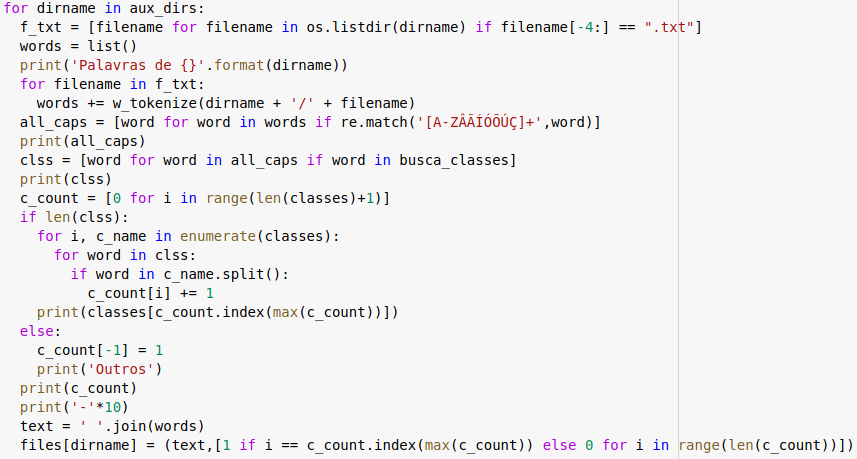 for dirname in aux_dirs:
  f_txt = [filename for filename in os.listdir(dirname) if filename[-4:] == ".txt"]
  words = list()
  print('Palavras de {}'.format(dirname))
  for filename in f_txt:
    words += w_tokenize(dirname + '/' + filename)
  all_caps = [word for word in words if re.match('[A-ZÂÃÍÓÕÚÇ]+',word)]
  print(all_caps)
  clss = [word for word in all_caps if word in busca_classes]
  print(clss)
  c_count = [0 for i in range(len(classes)+1)]
  if len(clss):
    for i, c_name in enumerate(classes):
      for word in clss:
        if word in c_name.split():
          c_count[i] += 1
    print(classes[c_count.index(max(c_count))])
  else:
    c_count[-1] = 1
    print('Outros')
  print(c_count)
  print('-'*10)
  text = ' '.join(words)
  files[dirname] = (text,[1 if i == c_count.index(max(c_count)) else 0 for i in range(len(c_count))])